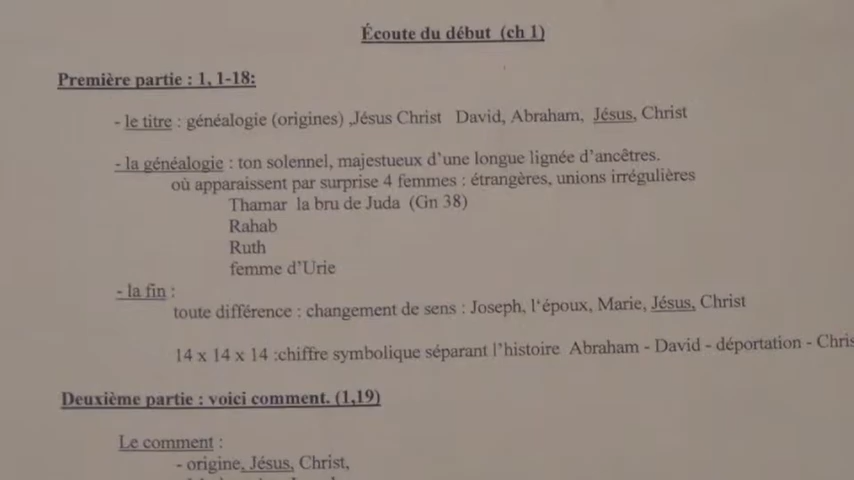 Écoute du début (ch 1)
Première partie : 1, 1-18:
- le titre : généalogie (origines) ,Jésus Christ David, Abraham, Jésus, Christ
- la généalogie : ton solennel, majestueux d'une longue lignée d'ancêtres.
où apparaissent par surprise 4 femmes : étrangères, unions irrégulières
Thamar la bru de Juda (Gn 38)
Rahab
Ruth
femme d'Urie
- la fin :
toute différence : changement de sens : Joseph, l'époux, Marie, Jésus, Christ
14 x 14 x 14 :chiffre symbolique séparant l'histoire Abraham - David - déportation - Chris
Deuxième partie : voici comment. (1,19)
Le comment :
- origine, Jésus, Christ,